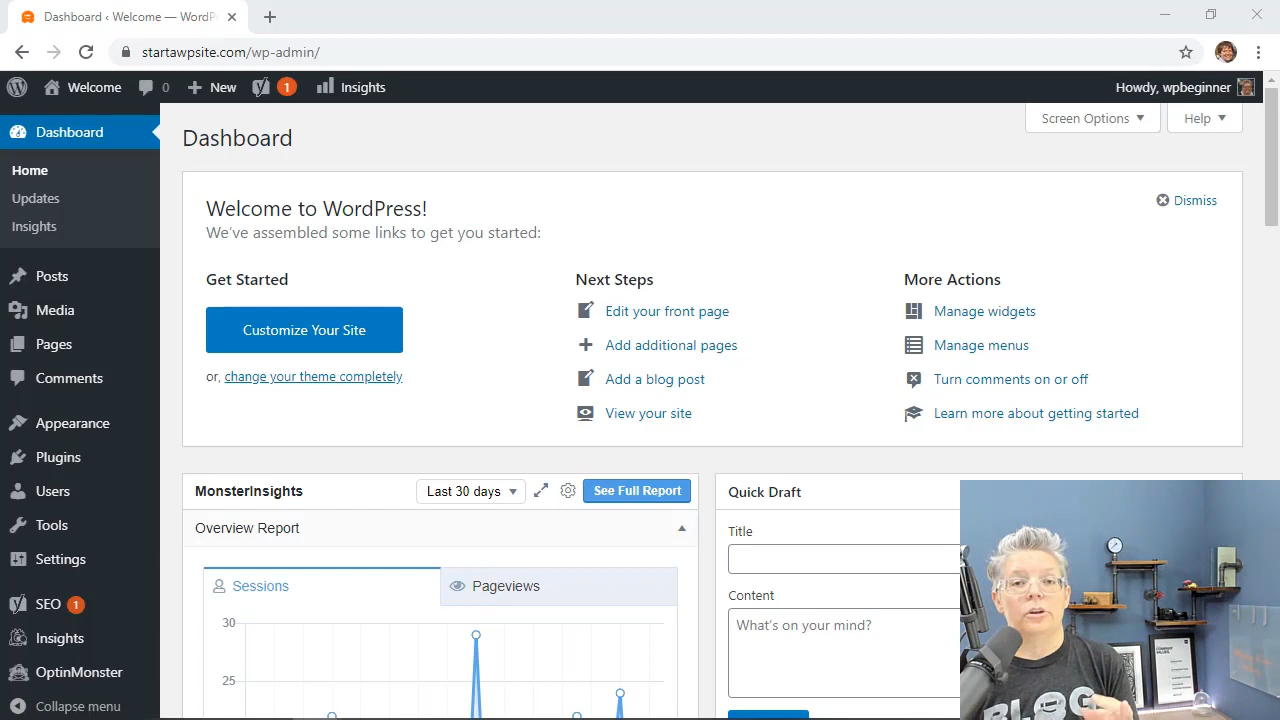 Dashboard ‹ Welcome — WordP
startawpsite.com/wp-admin/
Welcome
0
New
1
Insights
Howdy, wpbeginner
Dashboard
Home
Updates
Insights
Posts
Media
Pages
Comments
Appearance
Plugins
Users
Tools
Settings
SEO 1
Insights
OptinMonster
Collapse menu
Dashboard
Screen Options
Help
Welcome to WordPress!
Dismiss
We've assembled some links to get you started:
Get Started
Customize Your Site
or, change your theme completely
Next Steps
Edit your front page
Add additional pages
Add a blog post
View your site
More Actions
Manage widgets
Manage menus
Turn comments on or off
Learn more about getting started
MonsterInsights
Last 30 days
See Full Report
Overview Report
Sessions
Pageviews
30
25
Quick Draft
Title
Content
What's on your mind?
BLOG